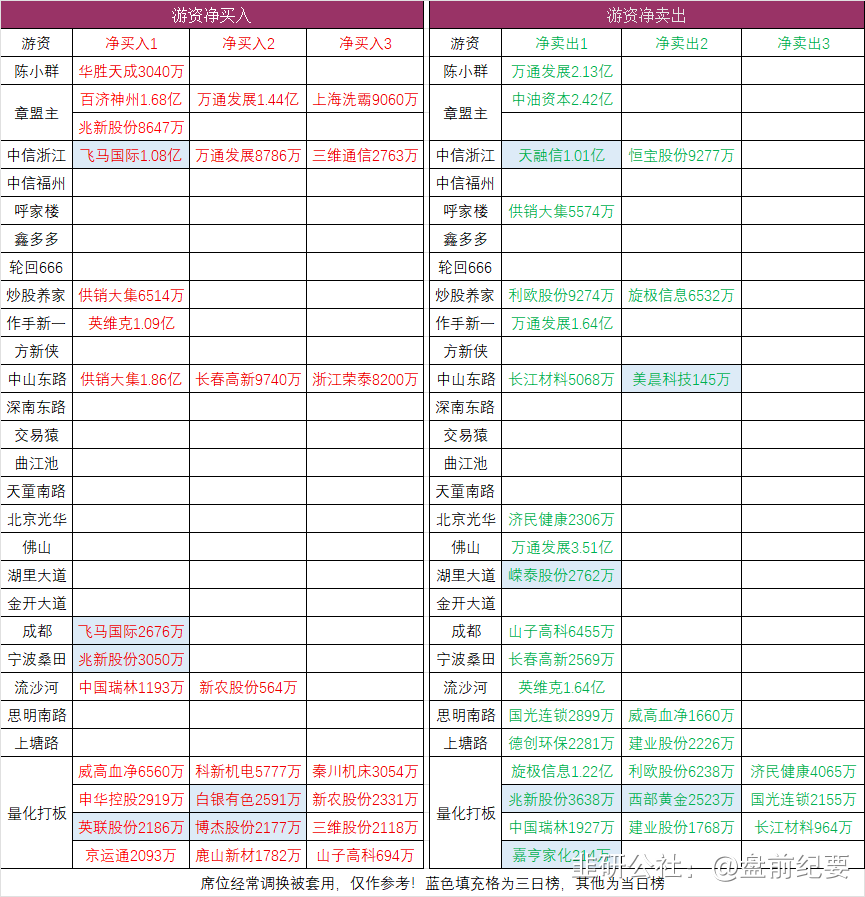 游资净买入 游资净卖出
游资 净买入1 净买入2 净买入3 游资 净卖出1 净卖出2 净卖出3
陈小群 华胜天成3040万 陈小群 万通发展2.13亿
章盟主 百济神州1.68亿 万通发展1.44亿 上海洗霸9060万 章盟主 中油资本2.42亿
兆新股份8647万
中信浙江 飞马国际1.08亿 万通发展8786万 三维通信2763万 中信浙江 天融信1.01亿 恒宝股份9277万
中信福州 中信福州
呼家楼 呼家楼 供销大集5574万
鑫多多 鑫多多
轮回666 轮回666
炒股养家 供销大集6514万 炒股养家 利欧股份9274万 旋极信息6532万
作手新一 英维克1.09亿 作手新一 万通发展1.64亿
方新侠 方新侠
中山东路 供销大集1.86亿 长春高新9740万 浙江荣泰8200万 中山东路 长江材料5068万 美晨科技145万
深南东路 深南东路
交易猿 交易猿
曲江池 曲江池
天童南路 天童南路
北京光华 北京光华 济民健康2306万
佛山 佛山 万通发展3.51亿
湖里大道 湖里大道 嵘泰股份2762万
金开大道 金开大道
成都 飞马国际2676万 成都 山子高科6455万
宁波桑田 兆新股份3050万 宁波桑田 长春高新2569万
流沙河 中国瑞林1193万 新农股份564万 流沙河 英维克1.64亿
思明南路 思明南路 国光连锁2899万 威高血净1660万
上塘路 上塘路 德创环保2281万 建业股份2226万
量化打板 威高血净6560万 科新机电5777万 秦川机床3054万 量化打板 旋极信息1.22亿 利欧股份6238万 济民健康4065万
申华控股2919万 白银有色2591万 新农股份2331万 兆新股份3638万 西部黄金2523万 国光连锁2155万
英联股份2186万 博杰股份2177万 三维股份2118万 中国瑞林1927万 建业股份1768万 长江材料964万
京运通2093万 鹿山新材1782万 山子高科694万 嘉亨家化214万
韭研公社：@盘前纪要
席位经常调换被套用，仅作参考！蓝色填充格为三日榜，其他为当日榜